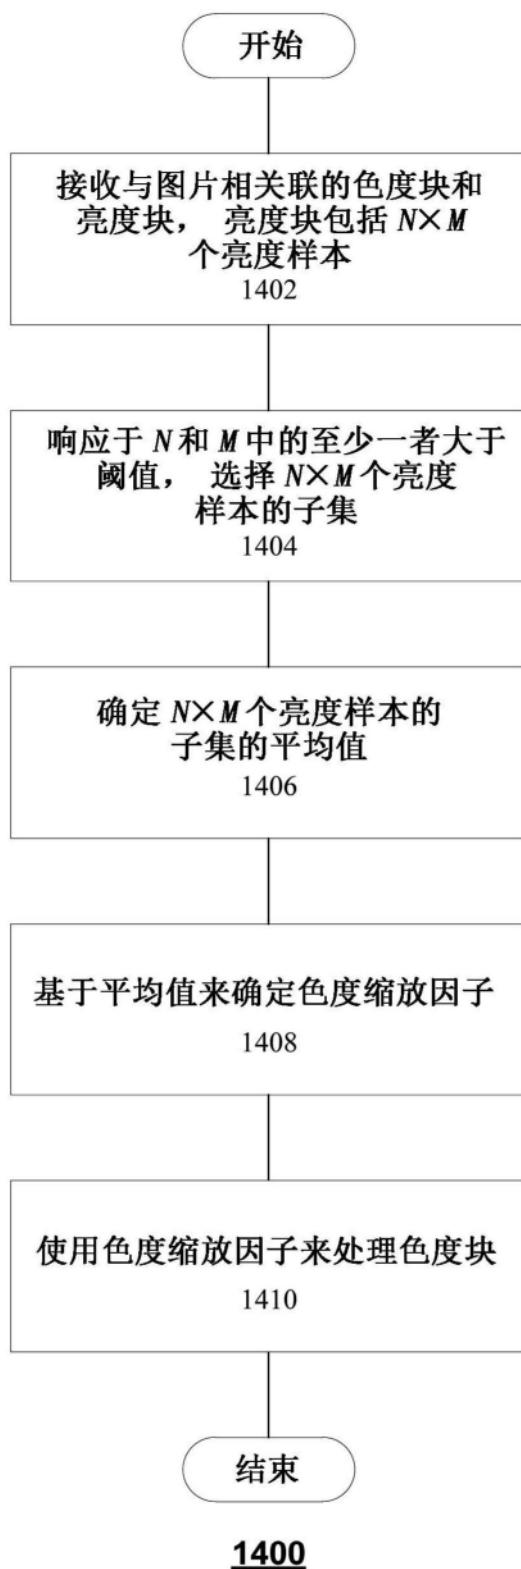 开始
接收与图片相关联的色度块和
亮度块， 亮度块包括 N×M
个亮度样本
1402
响应于 N 和 M 中的至少一者大于
阈值， 选择 N×M 个亮度
样本的子集
1404
确定 N×M 个亮度样本的
子集的平均值
1406
基于平均值来确定色度缩放因子
1408
使用色度缩放因子来处理色度块
1410
结束
1400